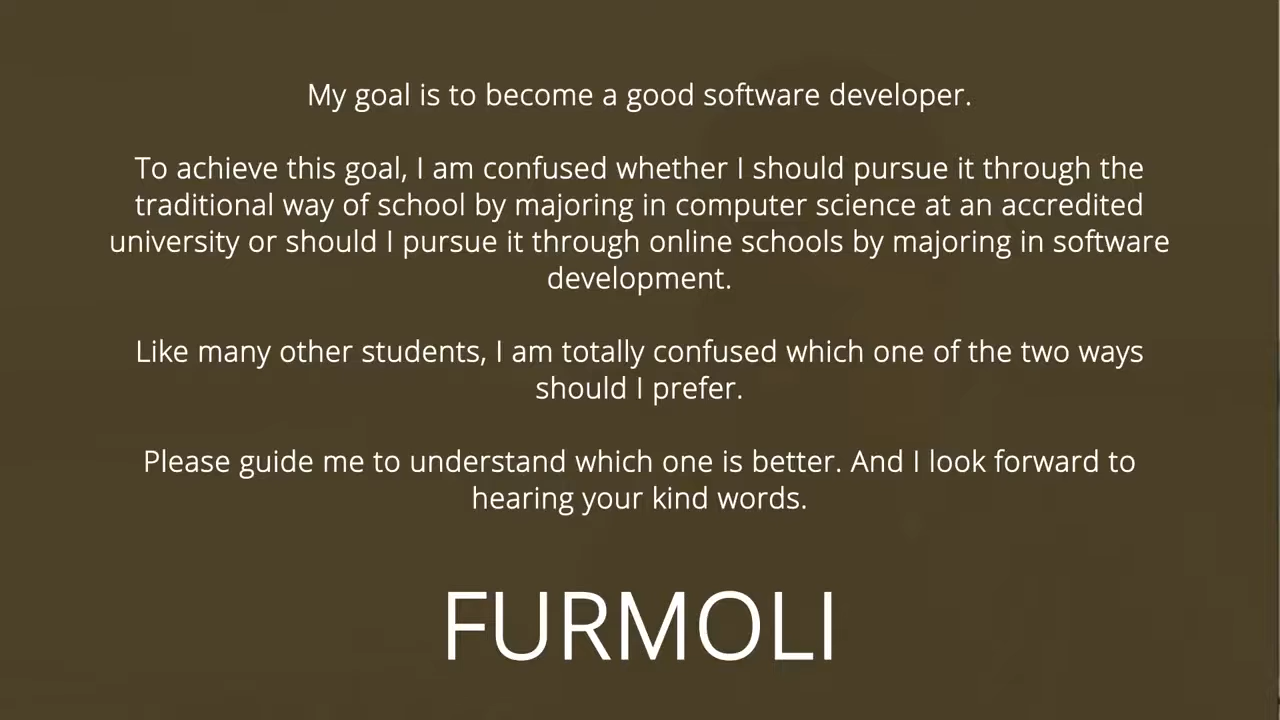 My goal is to become a good software developer.
To achieve this goal, I am confused whether I should pursue it through the
traditional way of school by majoring in computer science at an accredited
university or should I pursue it through online schools by majoring in software
development.
Like many other students, I am totally confused which one of the two ways
should I prefer.
Please guide me to understand which one is better. And I look forward to
hearing your kind words.
FURMOLI